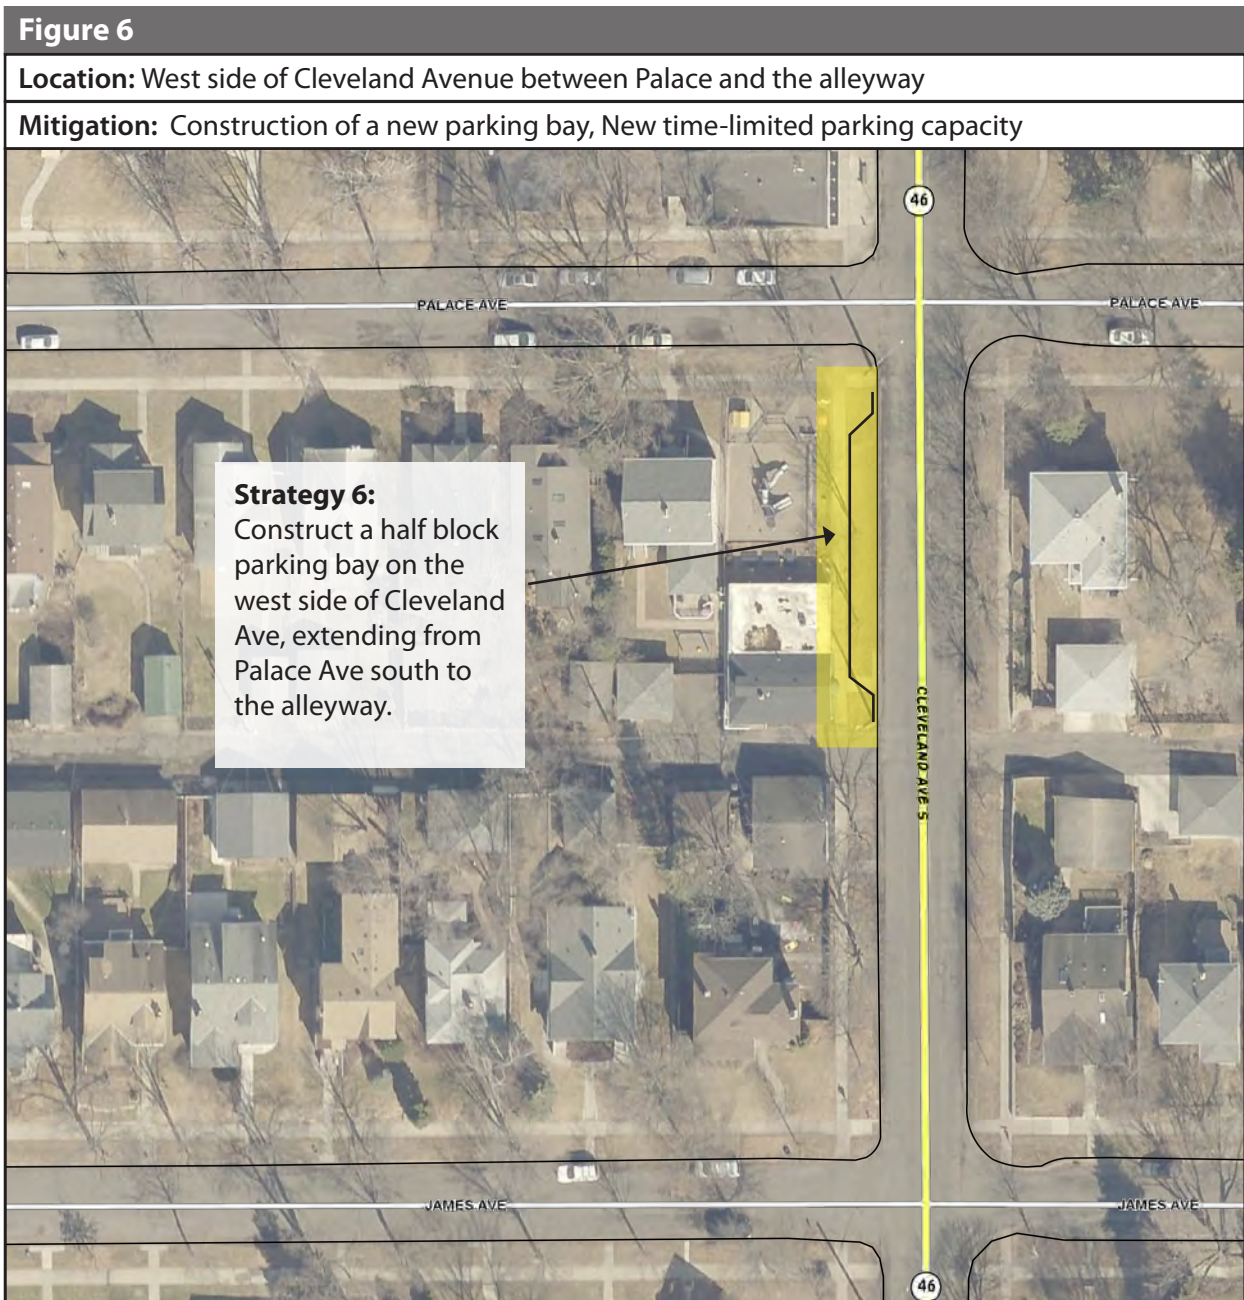 Figure 6
Location: West side of Cleveland Avenue between Palace and the alleyway
Mitigation: Construction of a new parking bay, New time-limited parking capacity
46
PALACE AVE
PALACE AVE
Strategy 6:
Construct a half block
parking bay on the
west side of Cleveland
Ave, extending from
Palace Ave south to
the alleyway.
CLEVELAND AVE S
JAMES AVE
JAMES AVE
46